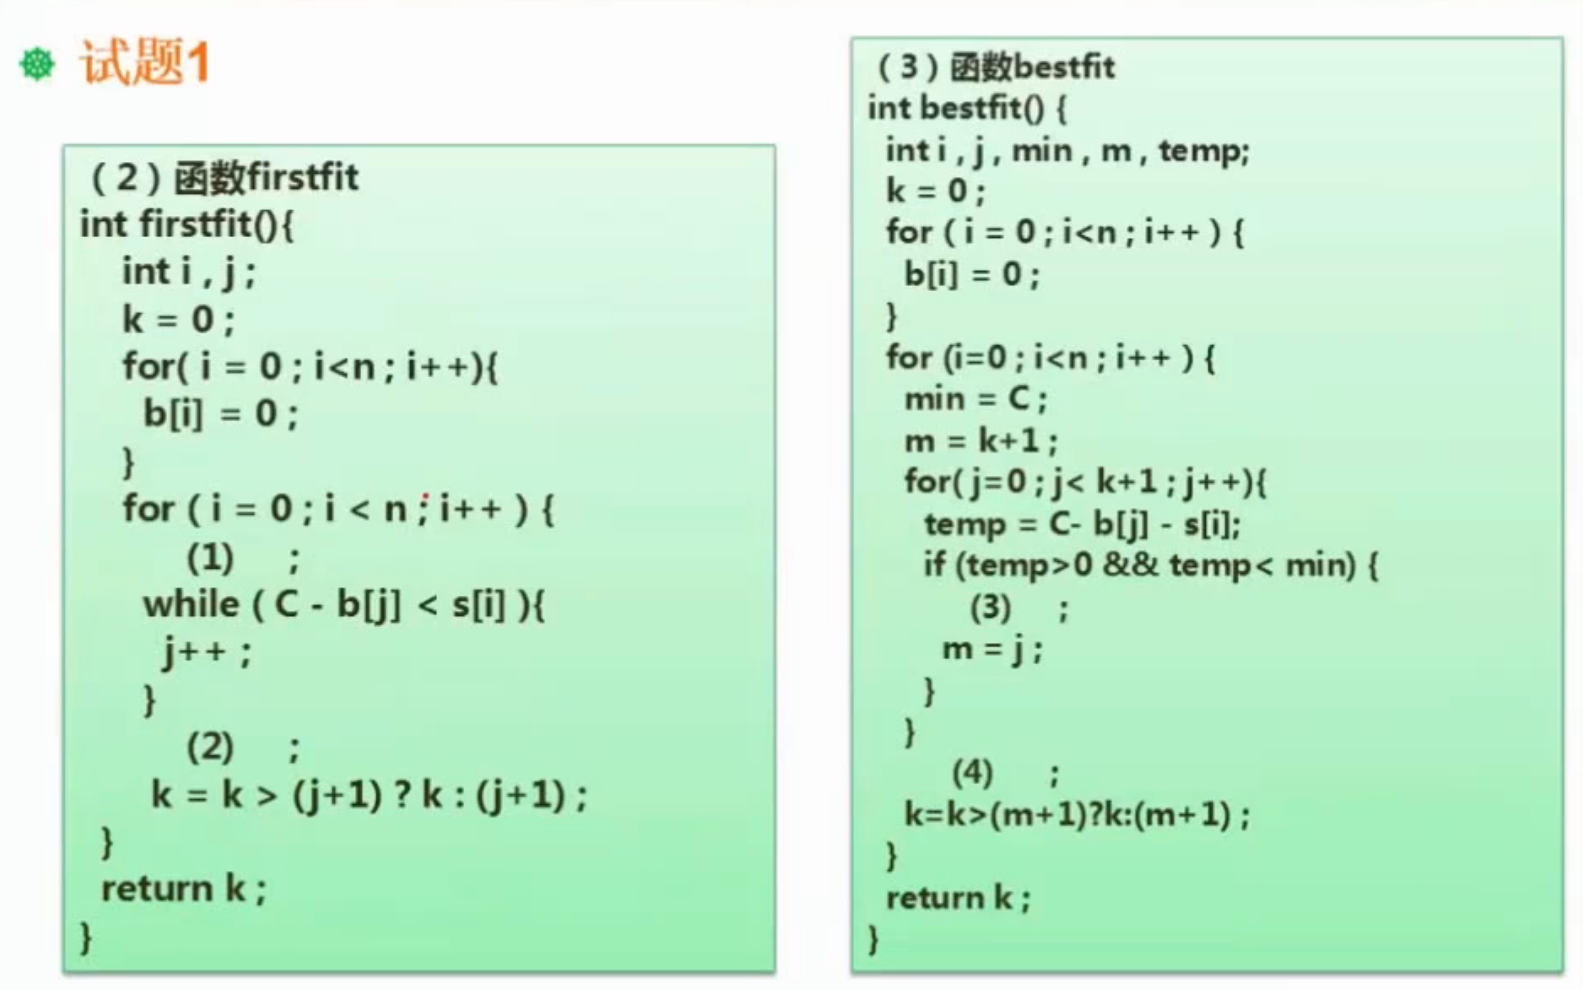 试题1
（2）函数firstfit
int firstfit(){
int i , j ;
k = 0 ;
for( i = 0 ; i<n ; i++){
b[i] = 0 ;
}
for ( i = 0 ; i < n ; i++ ) {
(1) ;
while ( C - b[j] < s[i] ){
j++ ;
}
(2) ;
k = k > (j+1) ? k : (j+1) ;
}
return k ;
}
（3）函数bestfit
int bestfit() {
int i , j , min , m , temp;
k = 0 ;
for ( i = 0 ; i<n ; i++ ) {
b[i] = 0 ;
}
for (i=0 ; i<n ; i++ ) {
min = C ;
m = k+1 ;
for( j=0 ; j< k+1 ; j++){
temp = C- b[j] - s[i];
if (temp>0 && temp< min) {
(3) ;
m = j ;
}
}
(4) ;
k=k>(m+1)?k:(m+1) ;
}
return k ;
}